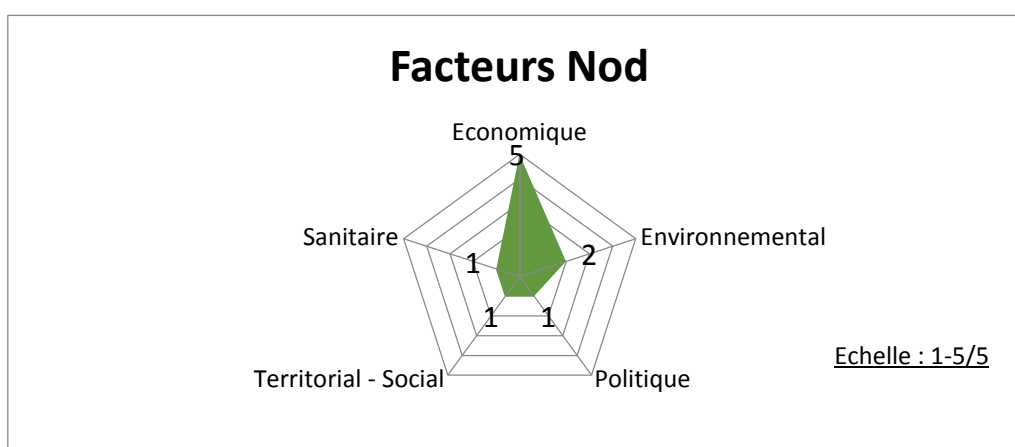 Facteurs Nod
Economique
5
Sanitaire
Environnemental
1
2
1
1
Territorial - Social
Politique
Echelle : 1-5/5